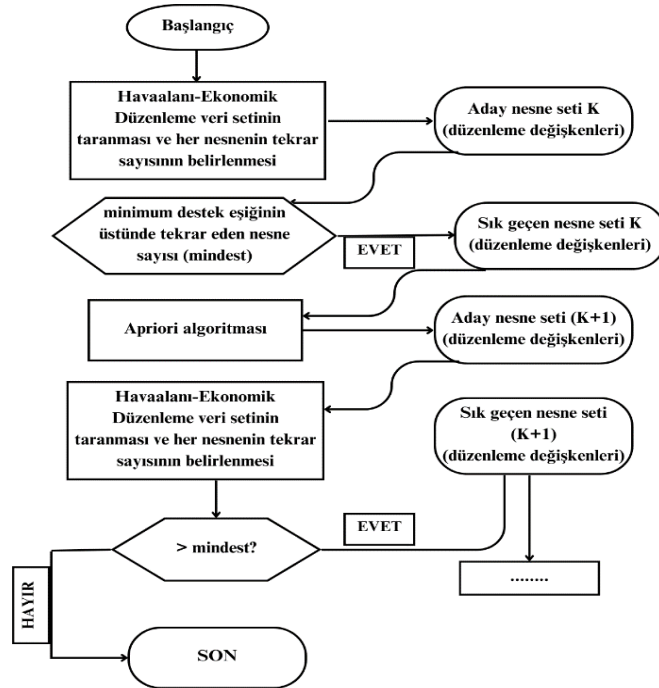 Başlangıç
Havaalanı-Ekonomik
Düzenleme veri setinin
taranması ve her nesnenin tekrar
sayısının belirlenmesi
Aday nesne seti K
(düzenleme değişkenleri)
minimum destek eşiğinin
üstünde tekrar eden nesne
sayısı (mindest)
EVET
Sık geçen nesne seti K
(düzenleme değişkenleri)
Apriori algoritması
Aday nesne seti (K+1)
(düzenleme değişkenleri)
Havaalanı-Ekonomik
Düzenleme veri setinin
taranması ve her nesnenin tekrar
sayısının belirlenmesi
Sık geçen nesne seti
(K+1)
(düzenleme değişkenleri)
> mindest?
EVET
........
HAYIR
SON